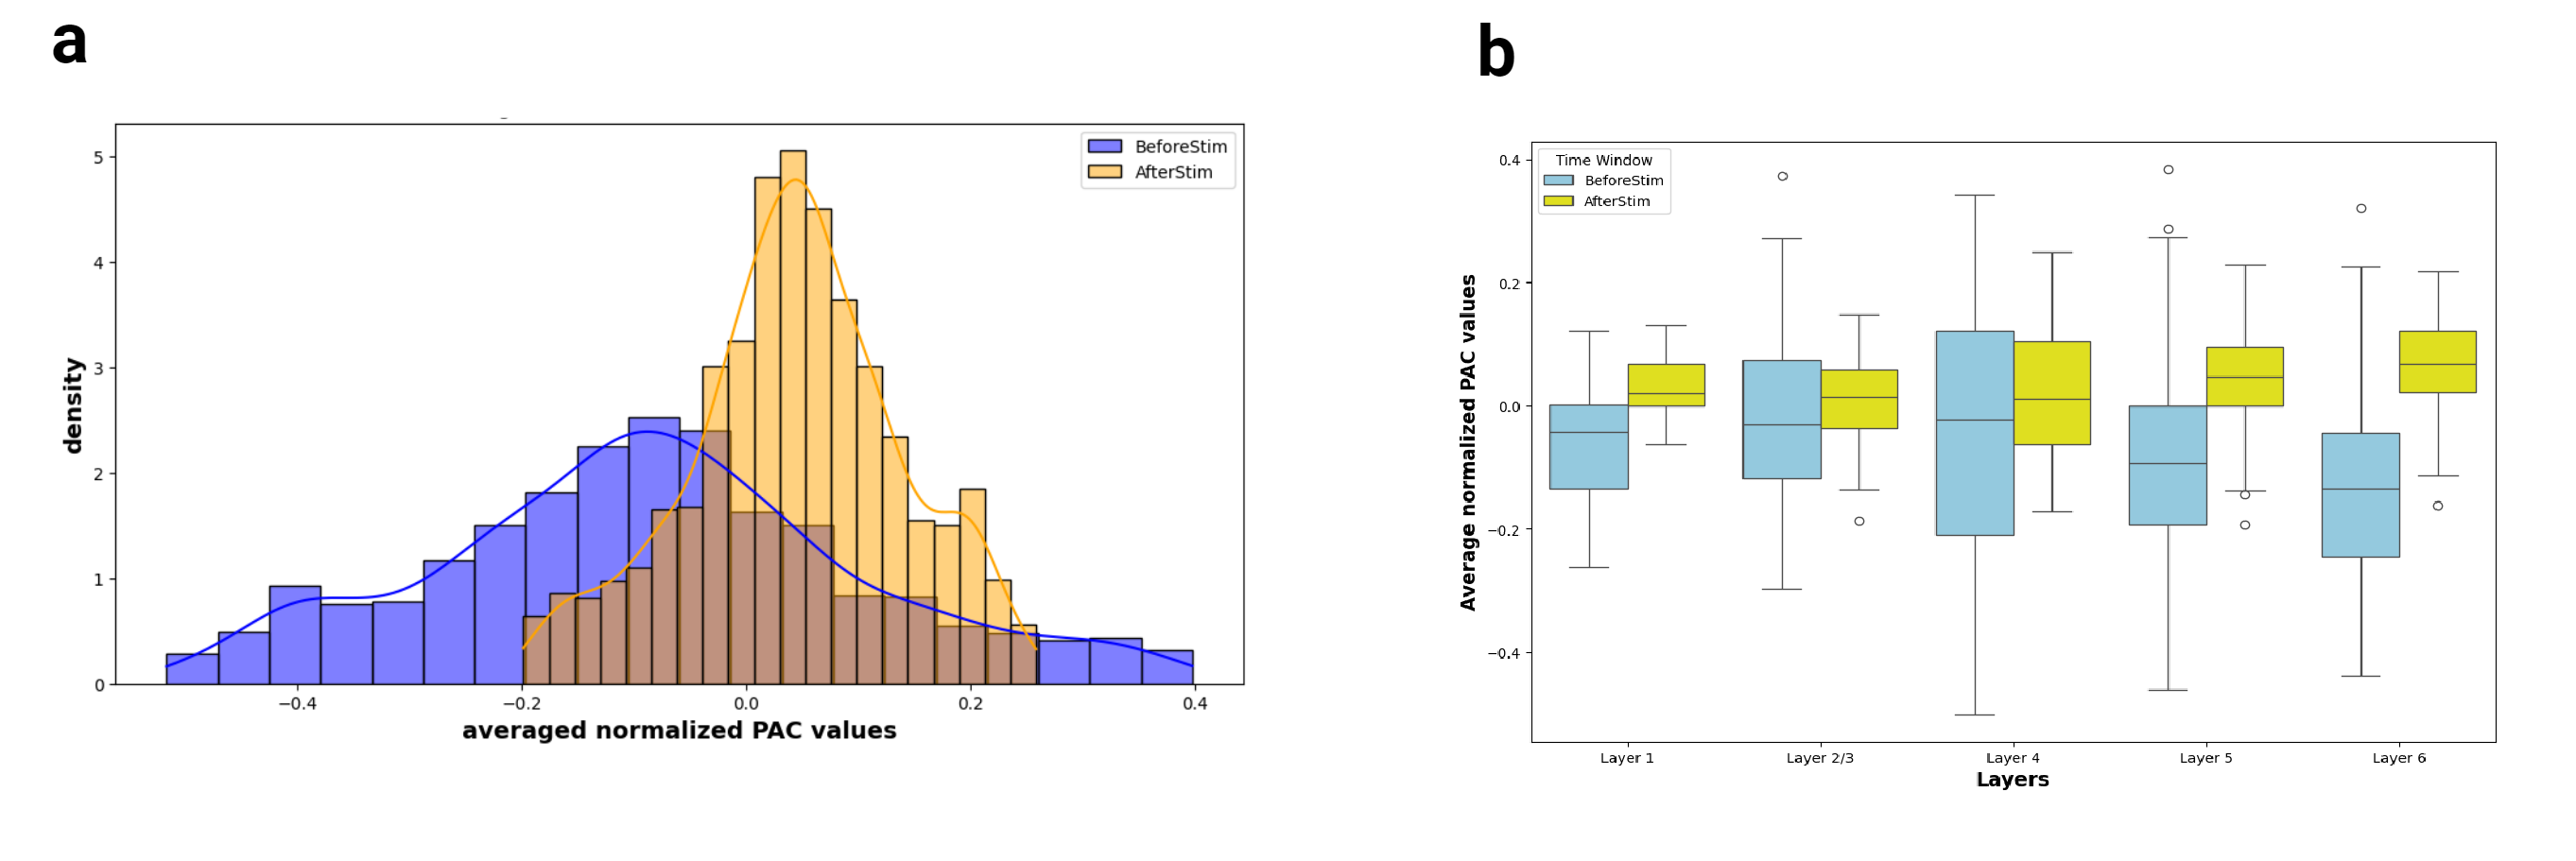 a
BeforeStim
AfterStim
5
4
3
2
1
0
density
−0.4
−0.2
0.0
0.2
0.4
averaged normalized PAC values
b
Time Window
BeforeStim
AfterStim
0.4
0.2
0.0
−0.2
−0.4
Average normalized PAC values
Layer 1
Layer 2/3
Layer 4
Layer 5
Layer 6
Layers